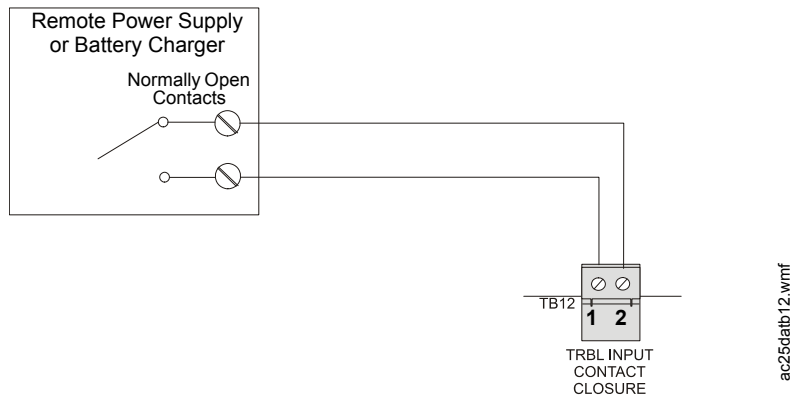 Remote Power Supply
or Battery Charger
Normally Open
Contacts
TB12
1 2
TRBL INPUT
CONTACT
CLOSURE
ac25datb12.wmf